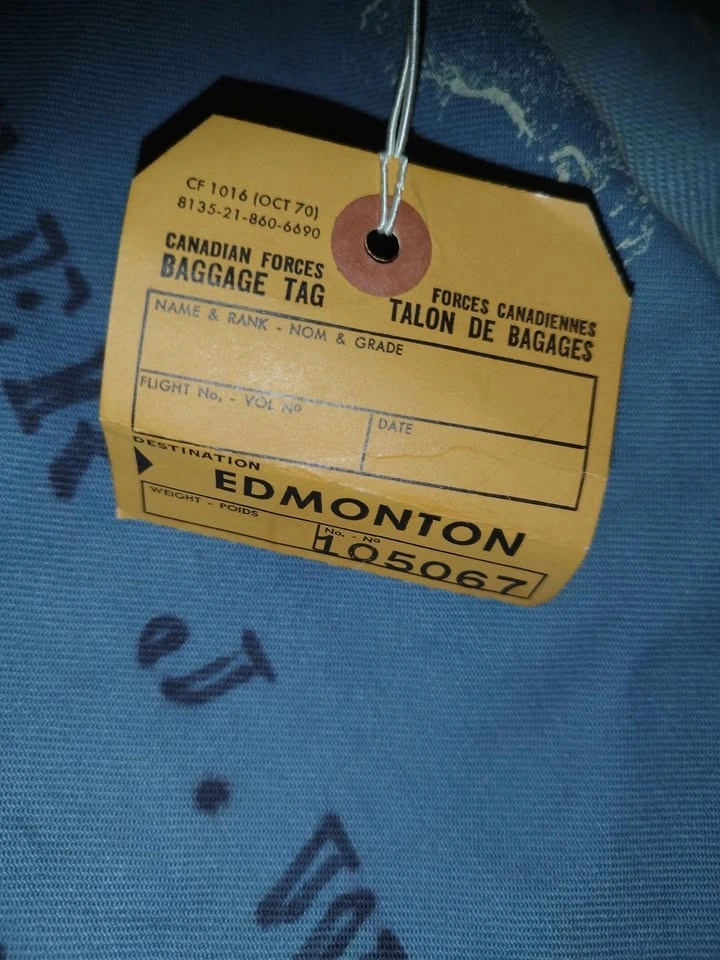 CF 1016 (OCT 70)
8135-21-860-6690
CANADIAN FORCES
BAGGAGE TAG
FORCES CANADIENNES
TALON DE BAGAGES
NAME & RANK - NOM & GRADE
FLIGHT No. - VOL Nº
DATE
DESTINATION
EDMONTON
WEIGHT - POIDS
No. - Nº
105067